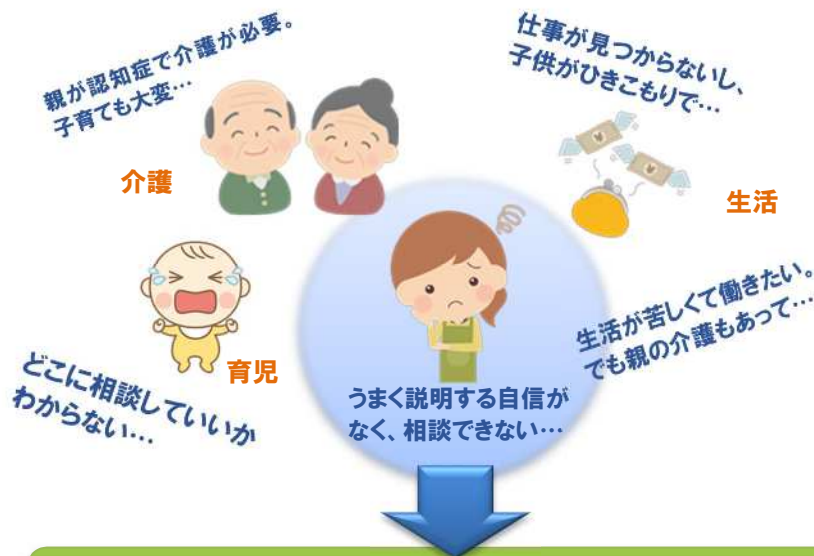 親が認知症で介護が必要。
子育ても大変…
仕事が見つからないし、
子供がひきこもりで…
介護
生活
育児
生活が苦しくて働きたい。
でも親の介護もあって…
どこに相談していいか
わからない…
うまく説明する自信が
なく、相談できない…